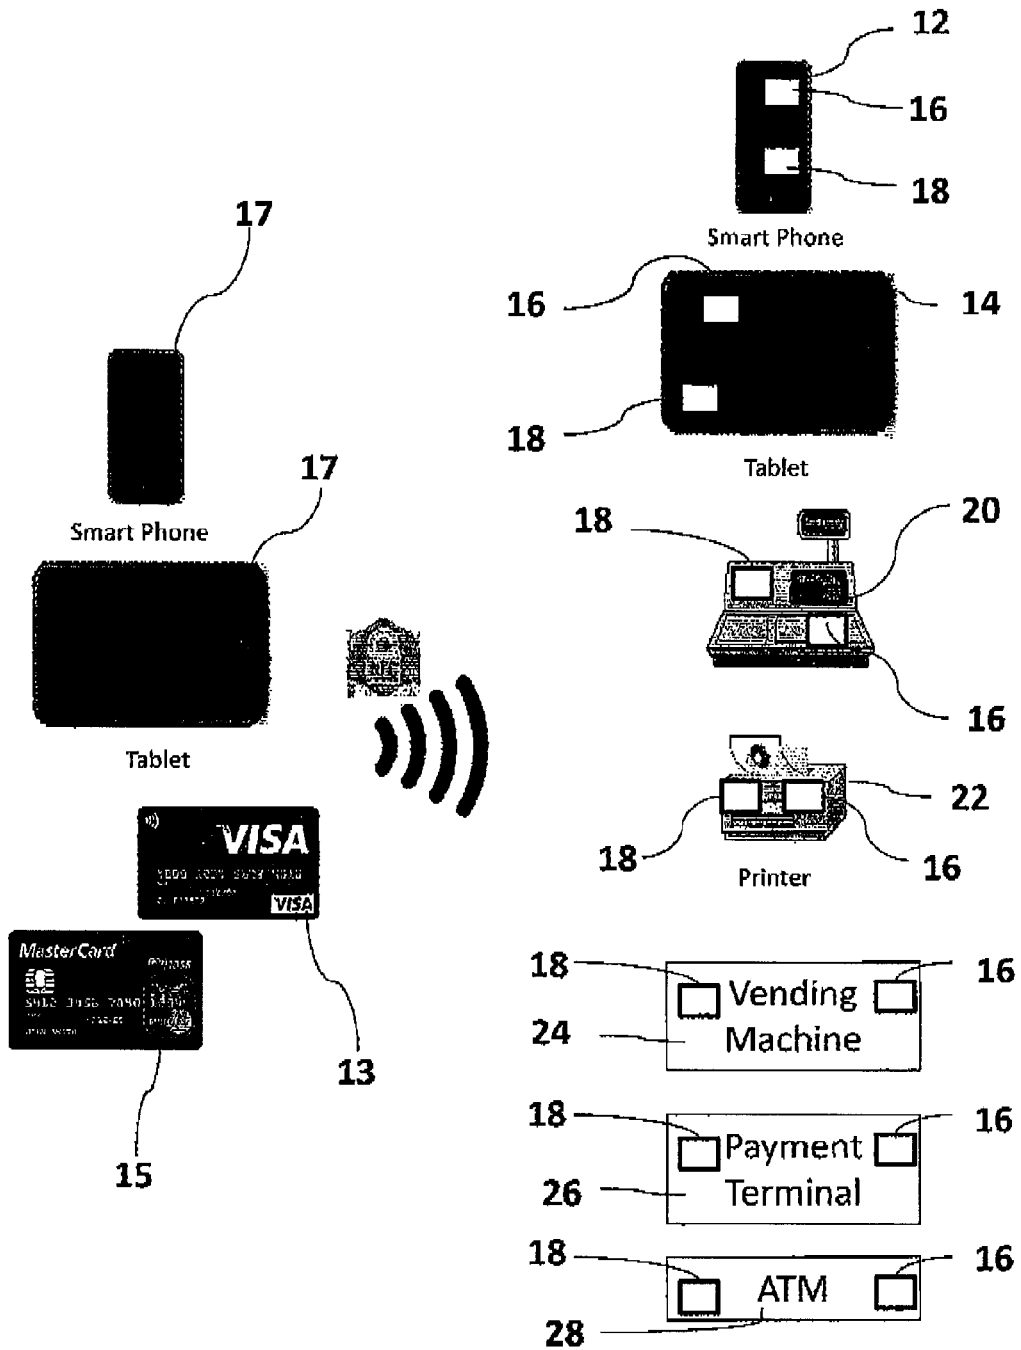 12
16
18
Smart Phone
17
16
14
18
Tablet
17
Smart Phone
18
20
Tablet
16
22
18
16
Printer
VISA
VISA
MasterCard
13
15
18
16
Vending
Machine
24
18
16
Payment
Terminal
26
18
16
ATM
28